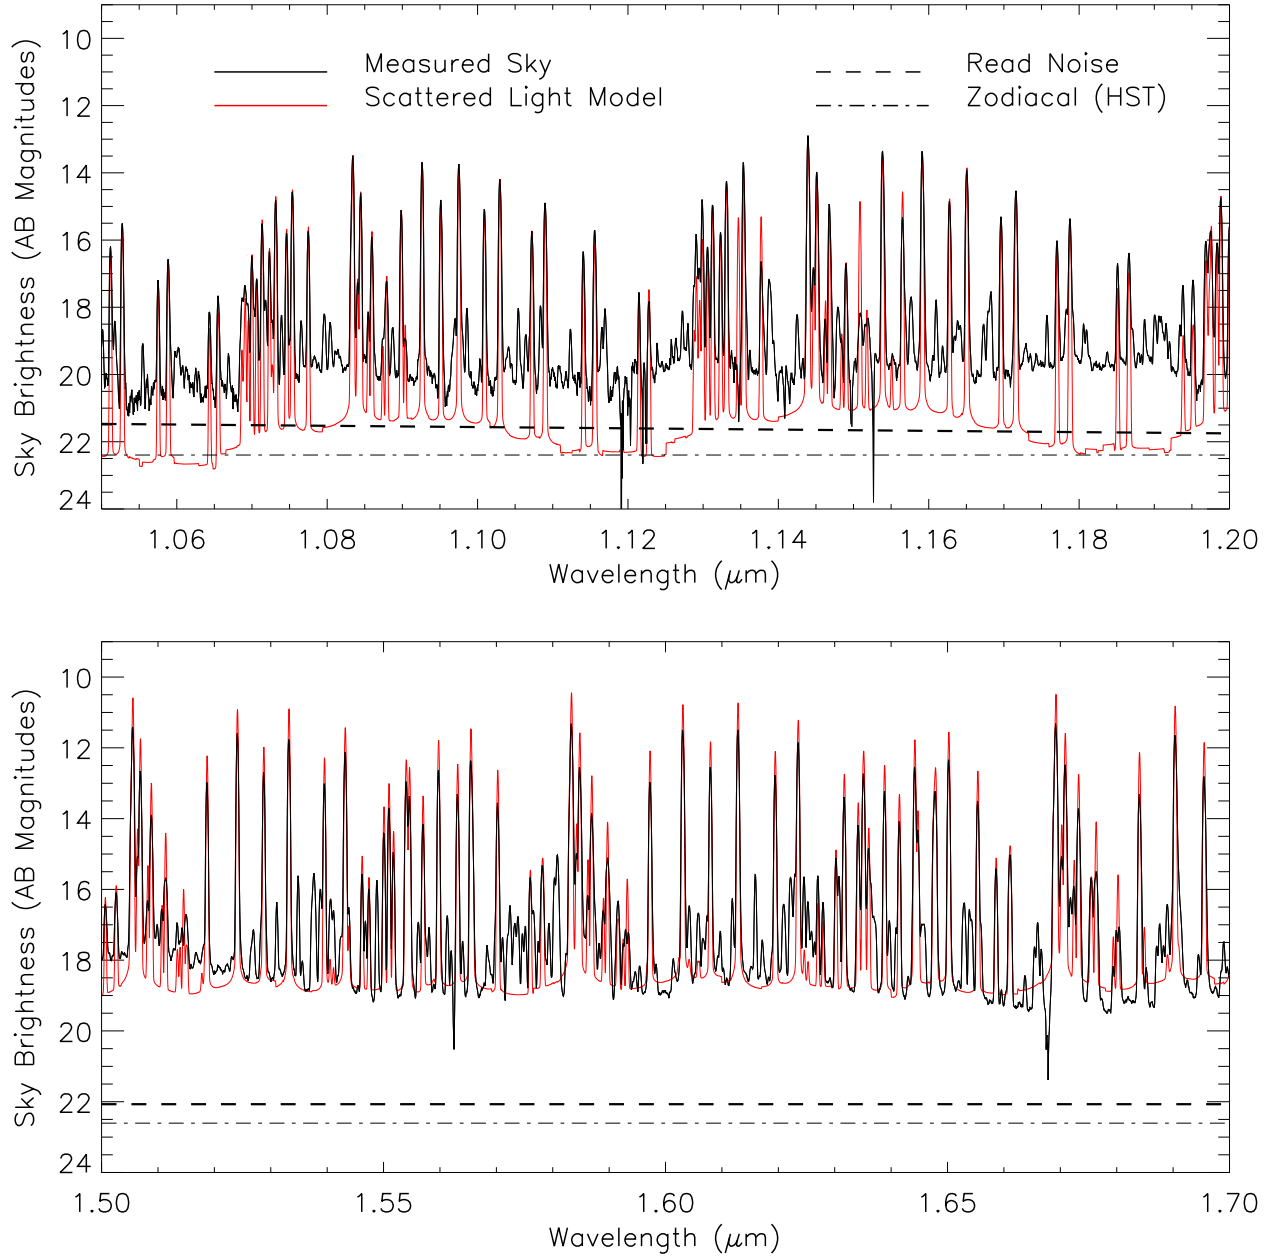 10
12
14
16
18
20
22
24
Sky Brightness (AB Magnitudes)
Measured Sky
Scattered Light Model
Read Noise
Zodiacal (HST)
1.06 1.08 1.10 1.12 1.14 1.16 1.18 1.20
Wavelength (μm)
10
12
14
16
18
20
22
24
Sky Brightness (AB Magnitudes)
1.50 1.55 1.60 1.65 1.70
Wavelength (μm)